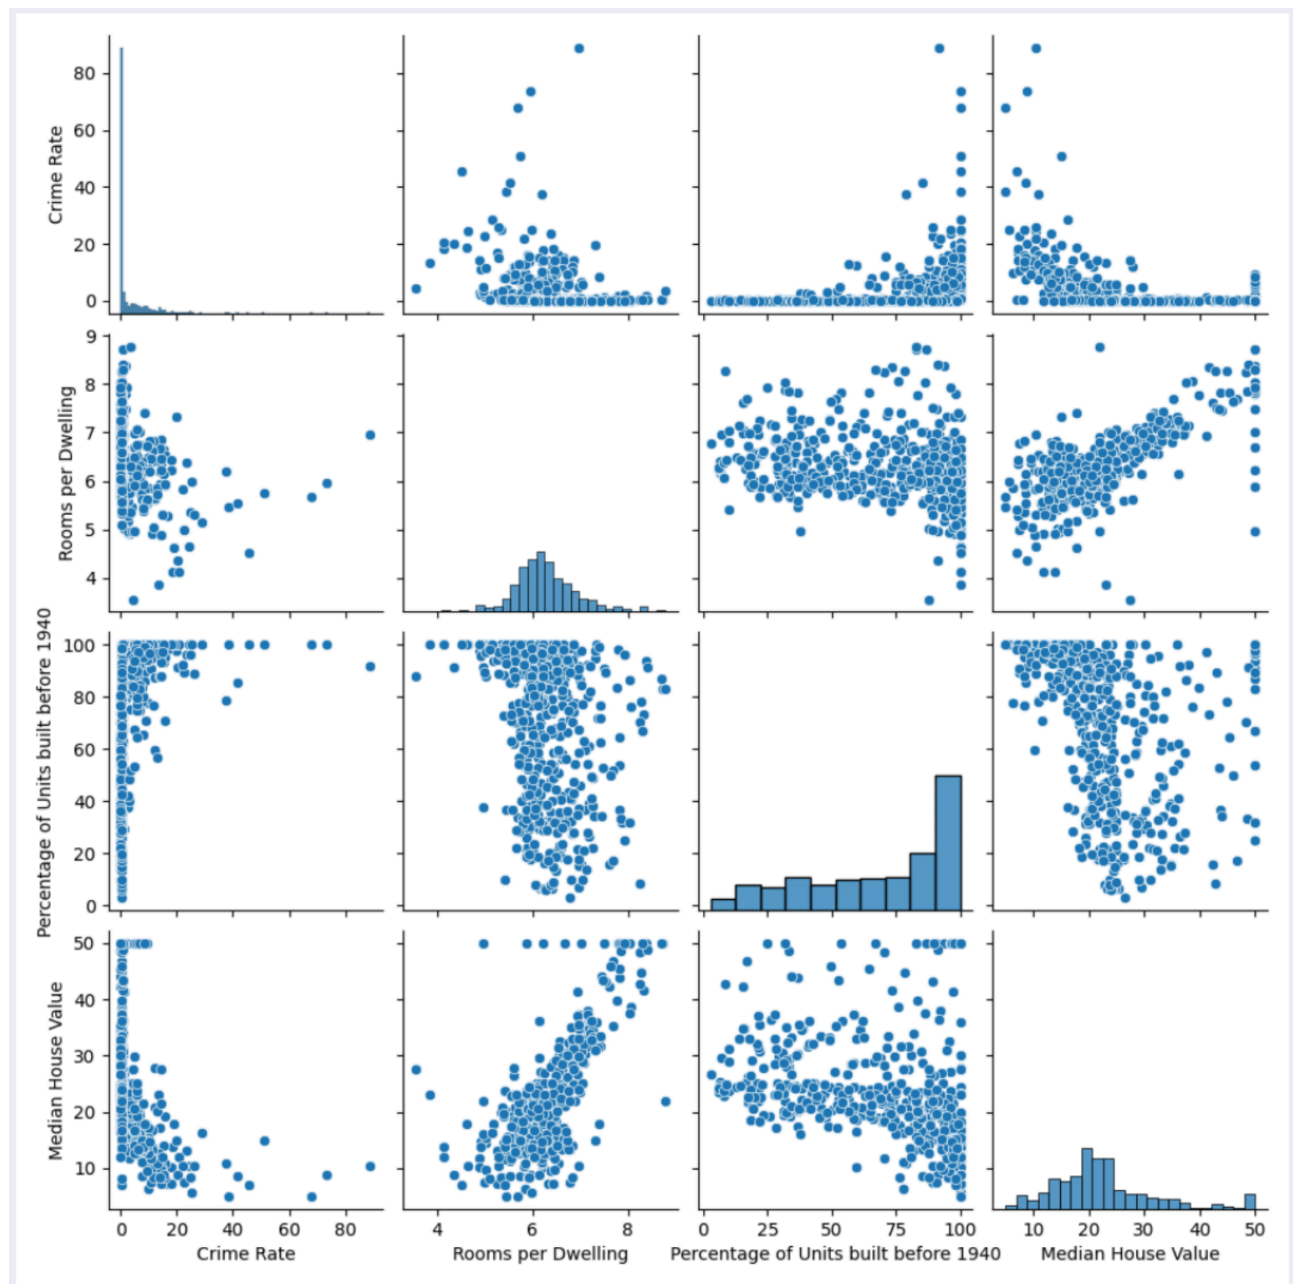 80
60
40
20
0
Crime Rate
9
8
7
6
5
4
Rooms per Dwelling
100
80
60
40
20
0
Percentage of Units built before 1940
50
40
30
20
10
Median House Value
0 20 40 60 80
Crime Rate
4 6 8
Rooms per Dwelling
0 25 50 75 100
Percentage of Units built before 1940
10 20 30 40 50
Median House Value